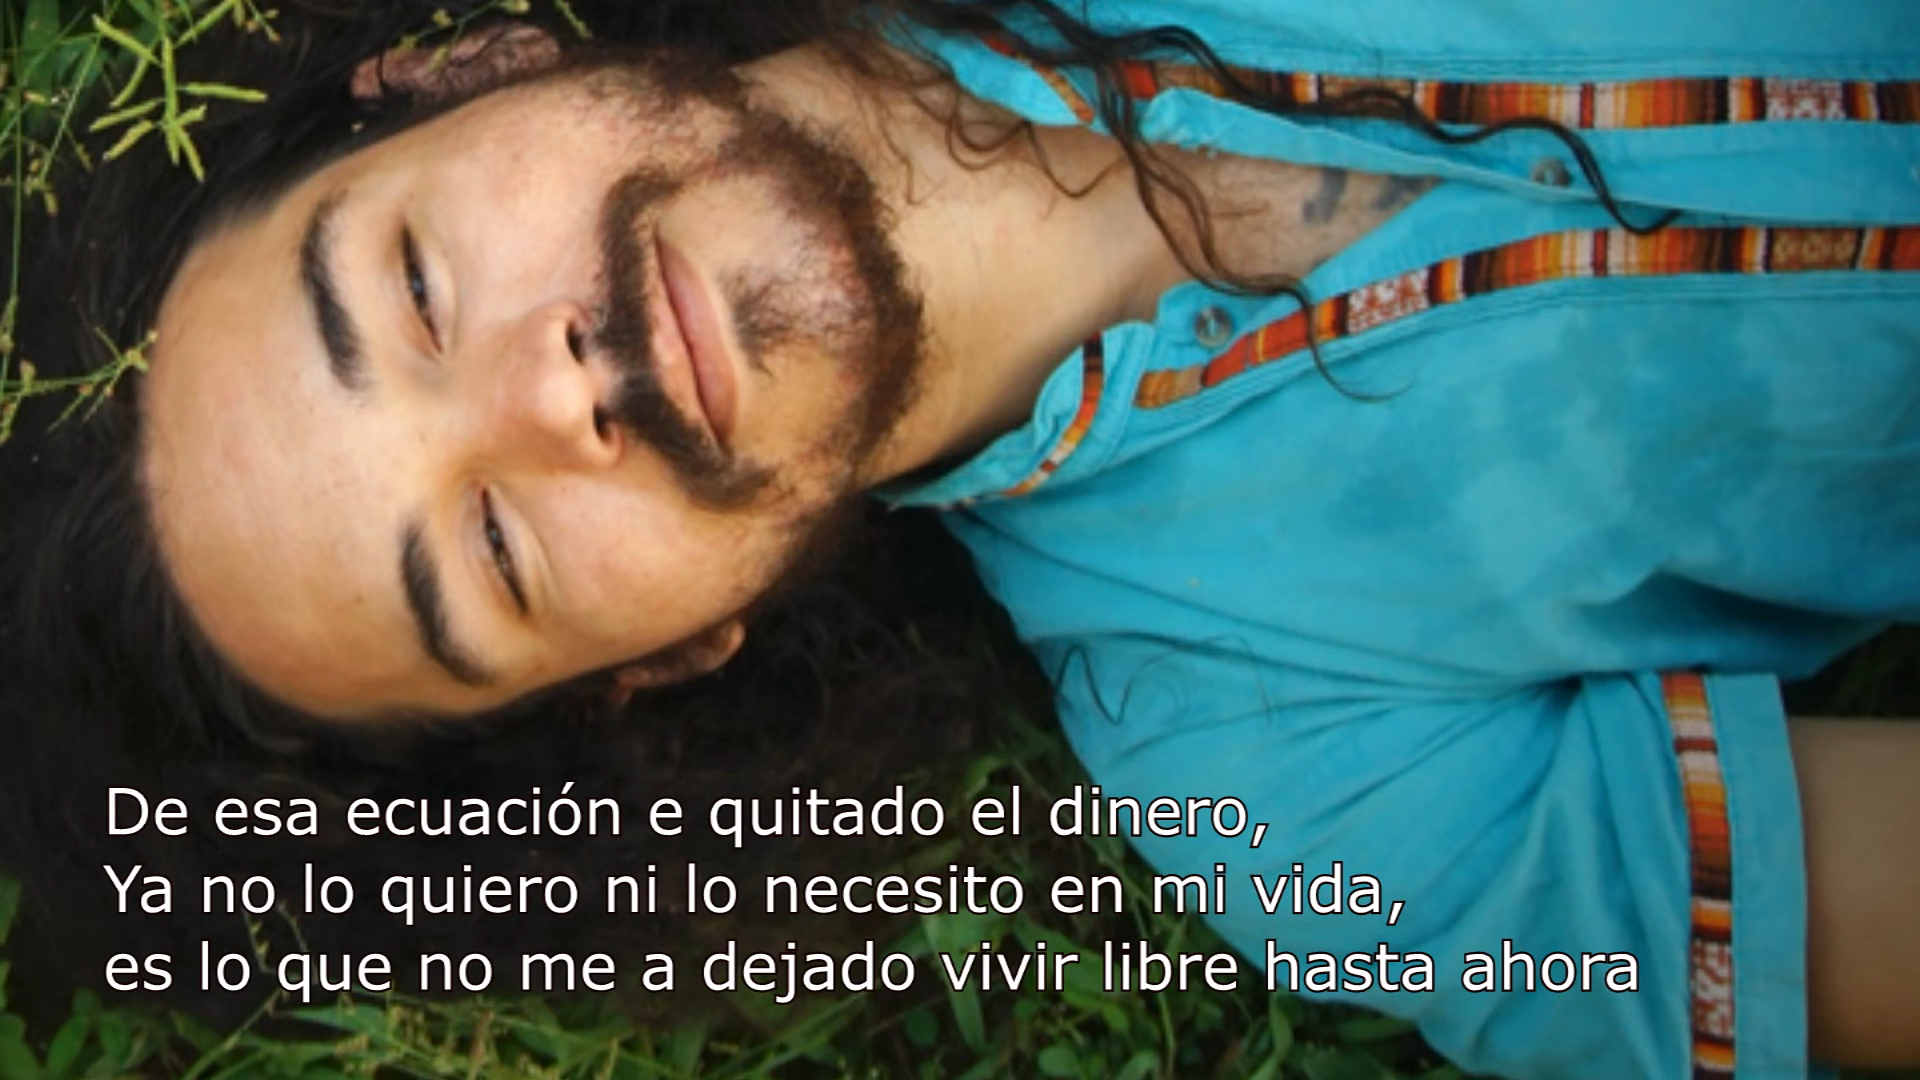 De esa ecuación e quitado el dinero,
Ya no lo quiero ni lo necesito en mi vida,
es lo que no me a dejado vivir libre hasta ahora